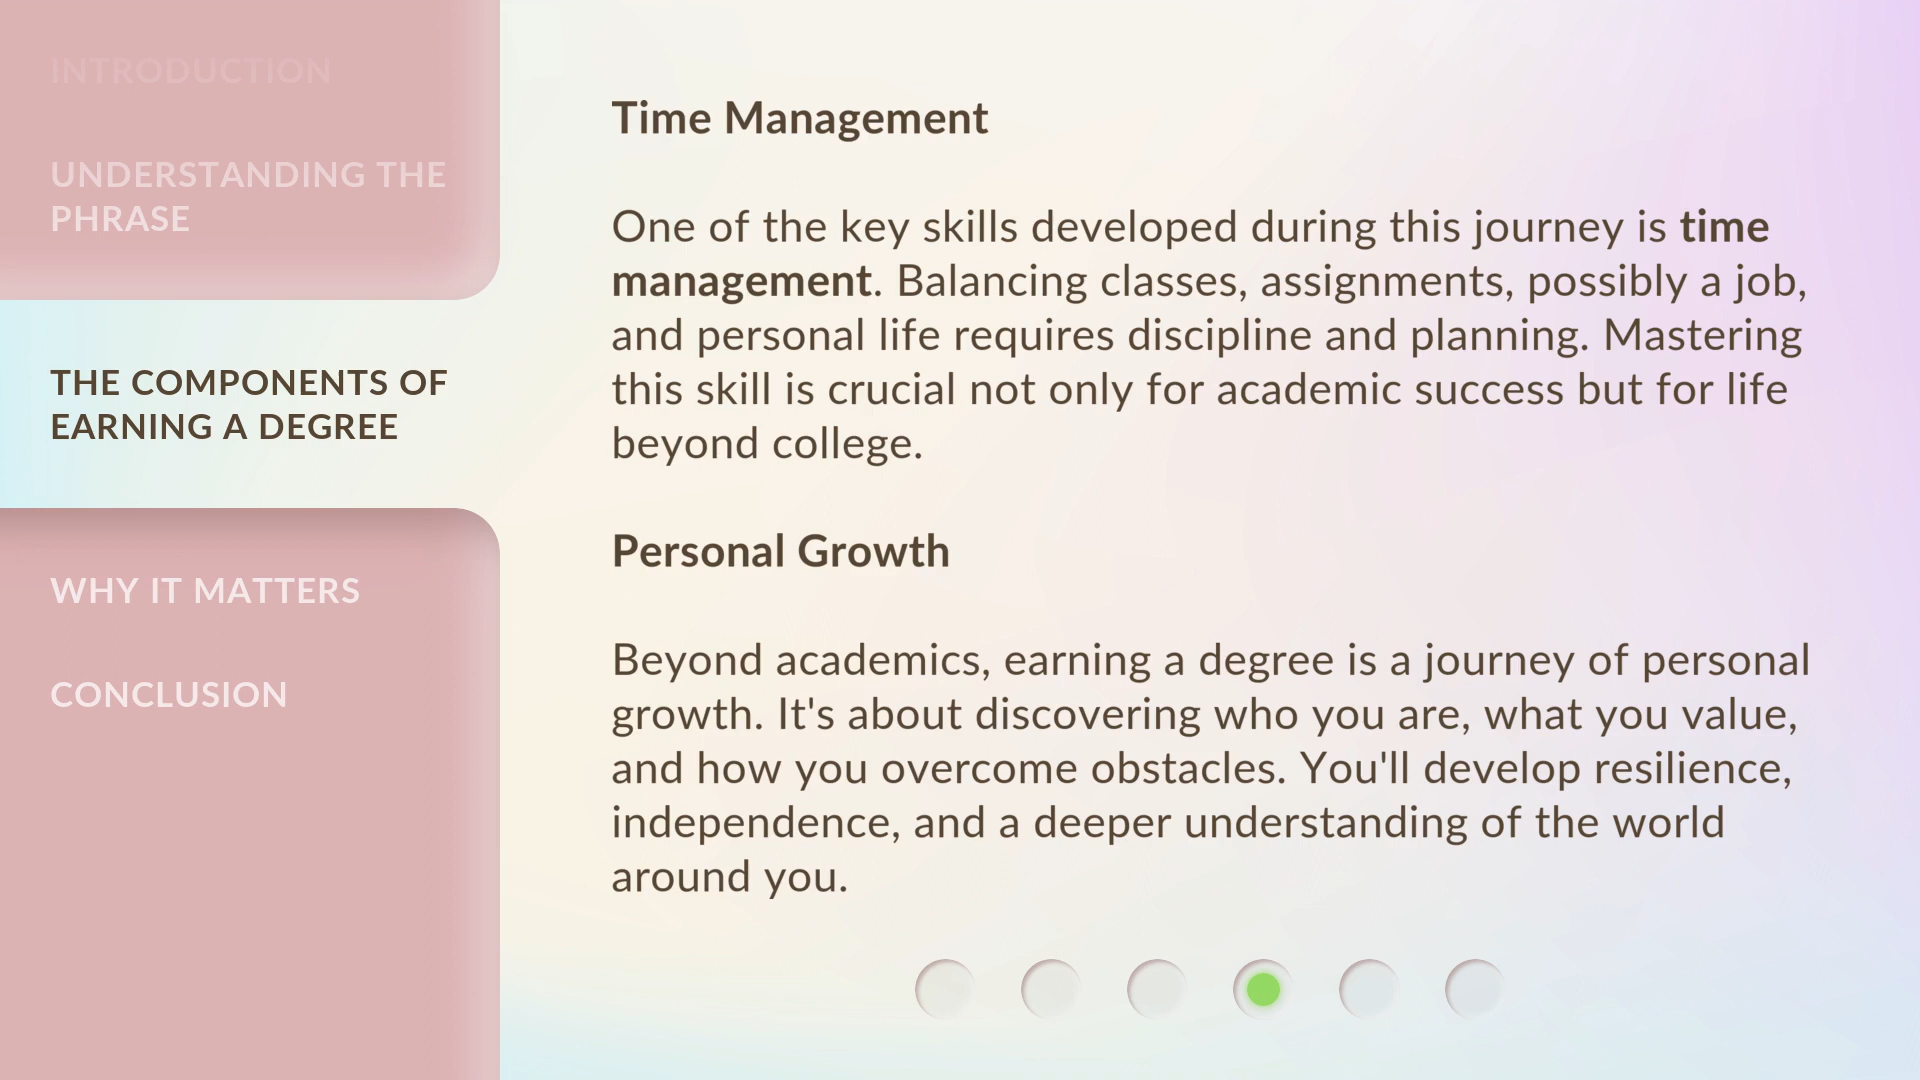 INTRODUCTION
UNDERSTANDING THE
PHRASE
THE COMPONENTS OF
EARNING A DEGREE
WHY IT MATTERS
CONCLUSION
Time Management
One of the key skills developed during this journey is time
management. Balancing classes, assignments, possibly a job,
and personal life requires discipline and planning. Mastering
this skill is crucial not only for academic success but for life
beyond college.
Personal Growth
Beyond academics, earning a degree is a journey of personal
growth. It's about discovering who you are, what you value,
and how you overcome obstacles. You'll develop resilience,
independence, and a deeper understanding of the world
around you.